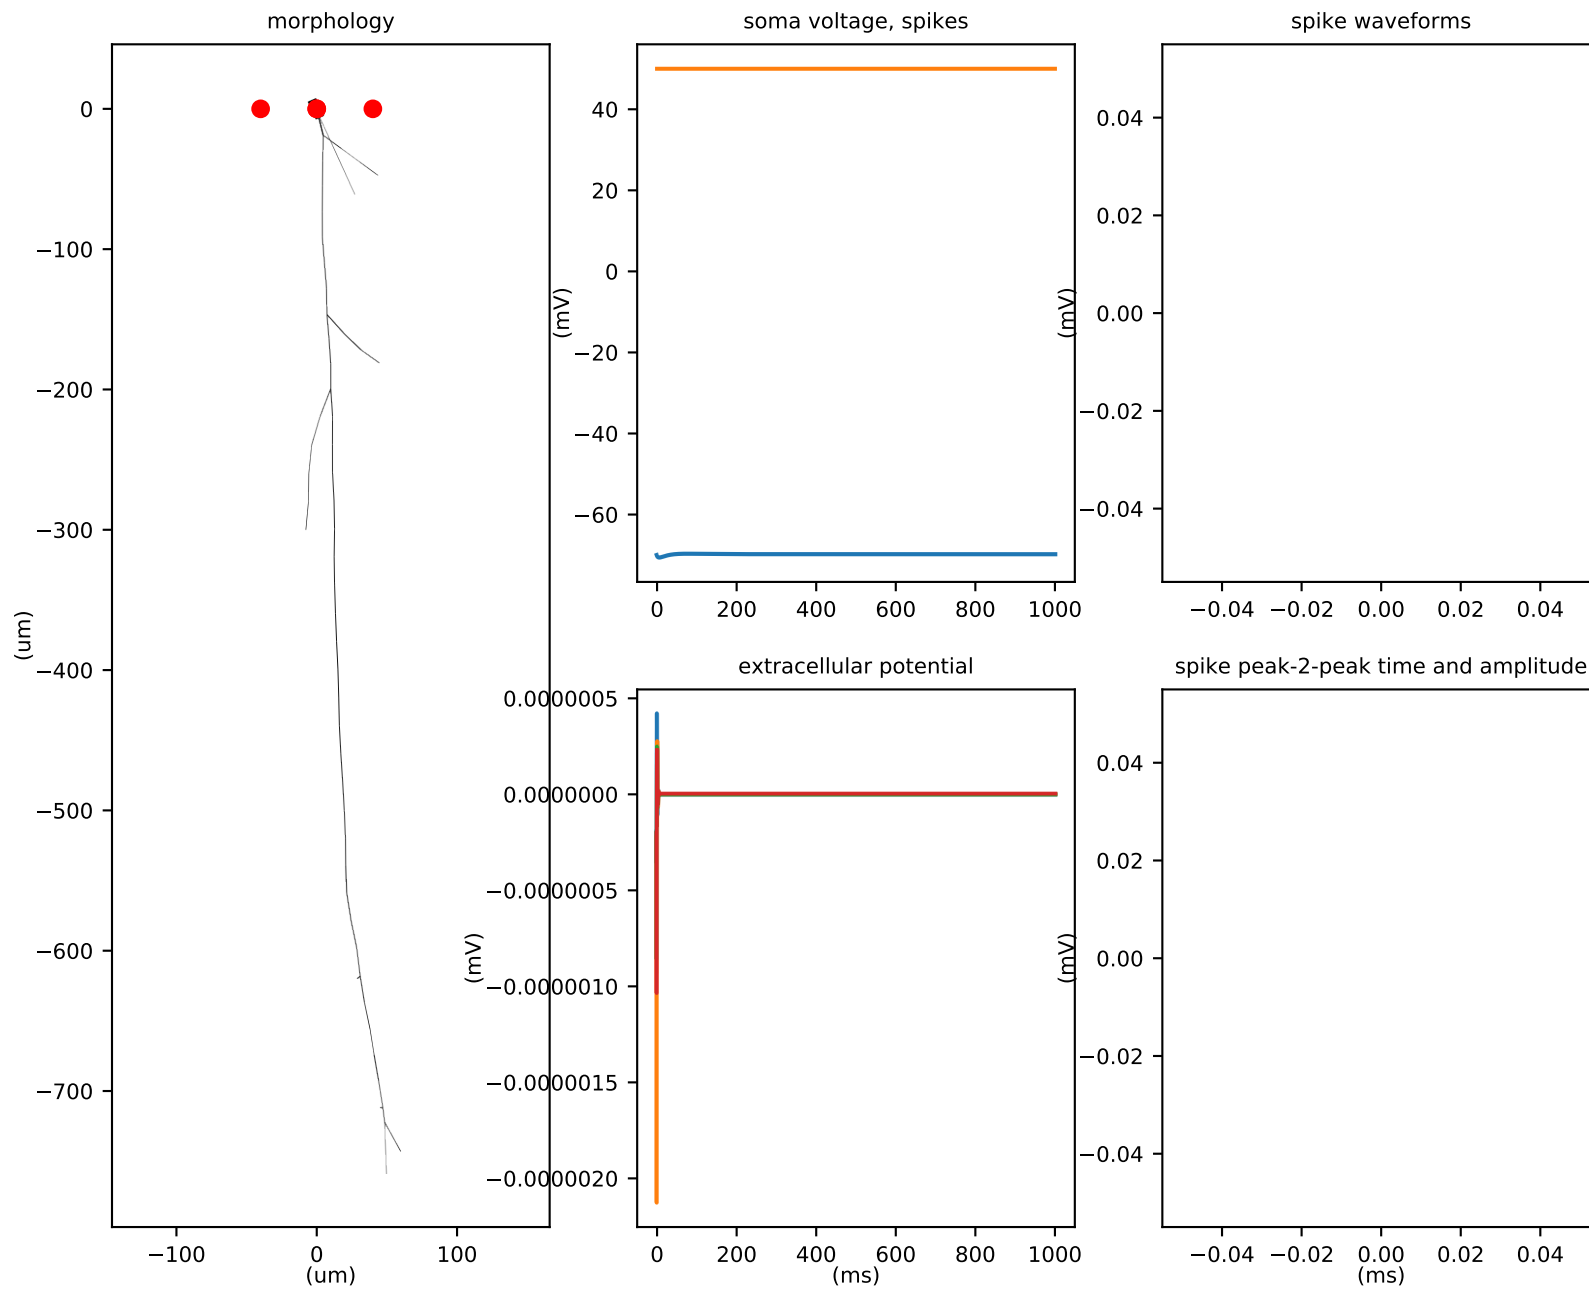 morphology
soma voltage, spikes
spike waveforms
0
−100
−200
−300
−400
−500
−600
−700
(um)
−100 0 100
(um)
40
20
0
−20
−40
−60
(mV)
0 200 400 600 800 1000
0.04
0.02
0.00
−0.02
−0.04
(mV)
−0.04 −0.02 0.00 0.02 0.04
extracellular potential
spike peak-2-peak time and amplitude
0.0000005
0.0000000
−0.0000005
−0.0000010
−0.0000015
−0.0000020
(mV)
0 200 400 600 800 1000
(ms)
0.04
0.02
0.00
−0.02
−0.04
(mV)
−0.04 −0.02 0.00 0.02 0.04
(ms)